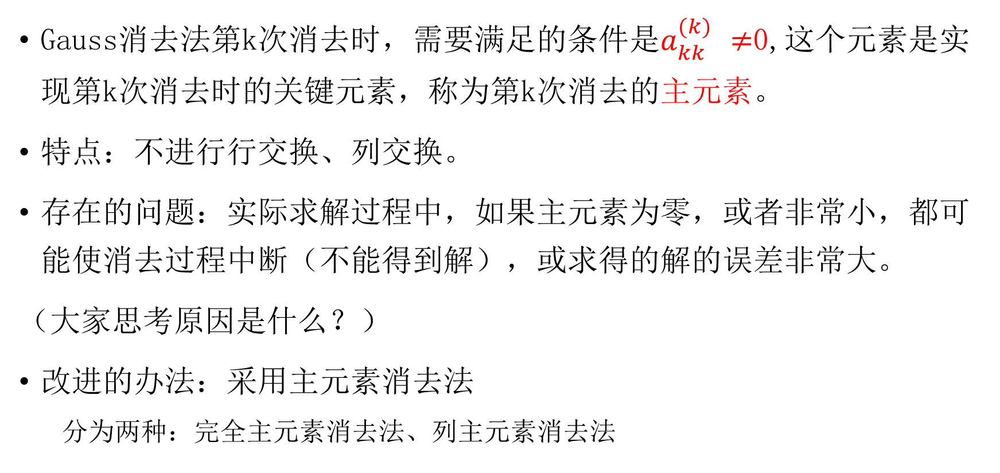 • Gauss消去法第k次消去时，需要满足的条件是$a_{kk}^{(k)}$ ≠0,这个元素是实
现第k次消去时的关键元素，称为第k次消去的主元素。
• 特点：不进行行交换、列交换。
• 存在的问题：实际求解过程中，如果主元素为零，或者非常小，都可
能使消去过程中断（不能得到解），或求得的解的误差非常大。
（大家思考原因是什么？）
• 改进的办法：采用主元素消去法
分为两种：完全主元素消去法、列主元素消去法